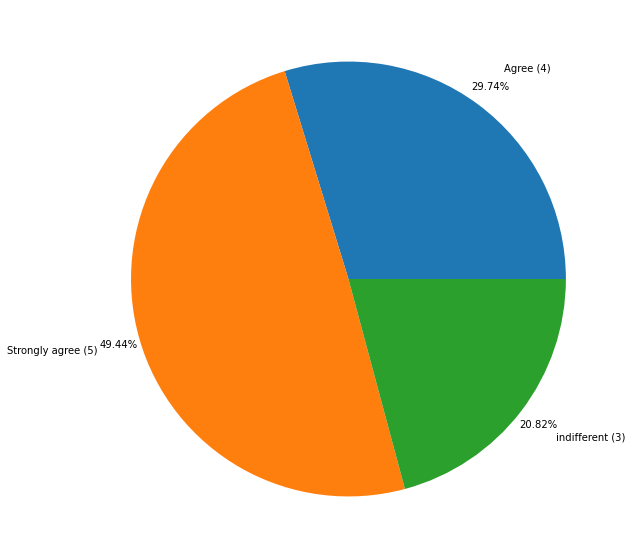 Agree (4)
29.74%
Strongly agree (5)
49.44%
20.82%
indifferent (3)